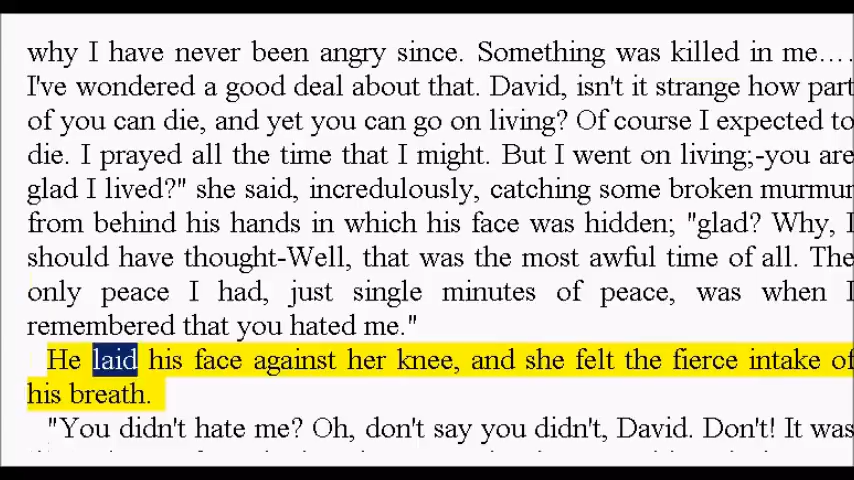 why I have never been angry since. Something was killed in me....
I've wondered a good deal about that. David, isn't it strange how part
of you can die, and yet you can go on living? Of course I expected to
die. I prayed all the time that I might. But I went on living;-you are
glad I lived?" she said, incredulously, catching some broken murmur
from behind his hands in which his face was hidden; "glad? Why, I
should have thought-Well, that was the most awful time of all. The
only peace I had, just single minutes of peace, was when I
remembered that you hated me."
He laid his face against her knee, and she felt the fierce intake of
his breath.
"You didn't hate me? Oh, don't say you didn't, David. Don't! It was